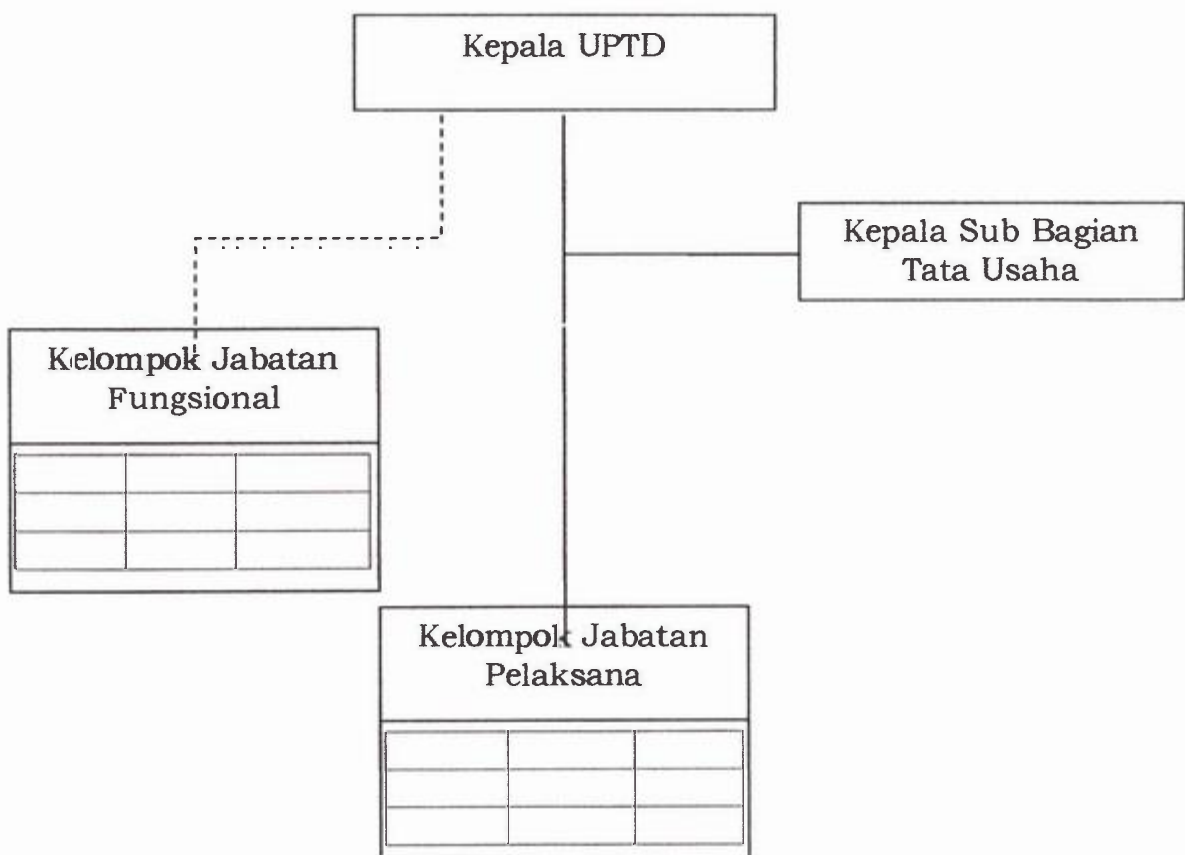 Kepala UPTD
Kepala Sub Bagian
Tata Usaha
Kelompok Jabatan
Fungsional
Kelompok Jabatan
Pelaksana